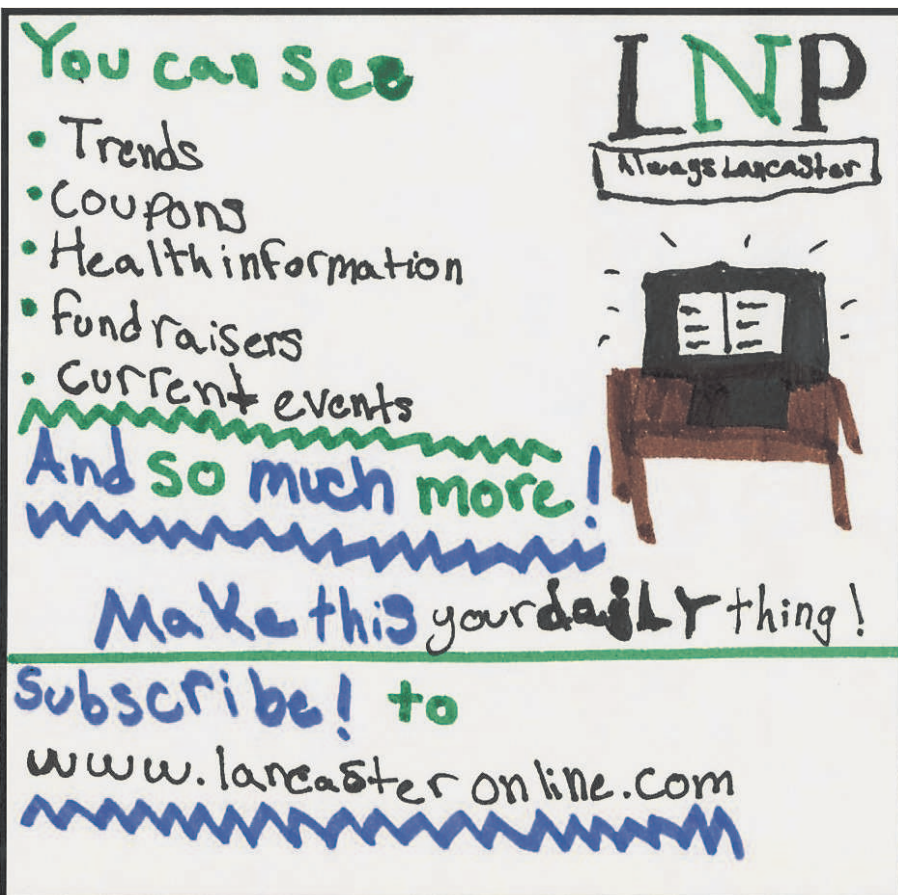 You can see
• Trends
• Coupons
• Health information
• fundraisers
• current events
And so much more!
Make this your daiLY thing!
Subscribe! to
www.lancasteronline.com
LNP
Always Lancaster